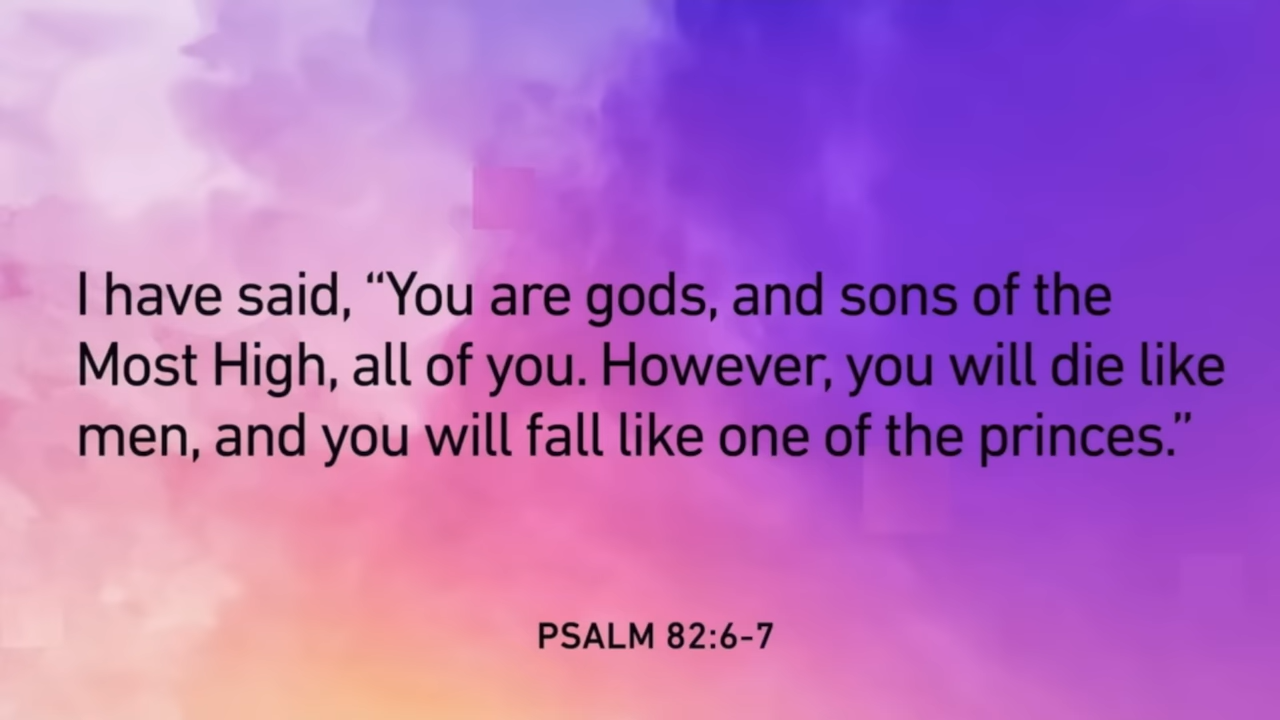 I have said, “You are gods, and sons of the
Most High, all of you. However, you will die like
men, and you will fall like one of the princes.”
PSALM 82:6-7